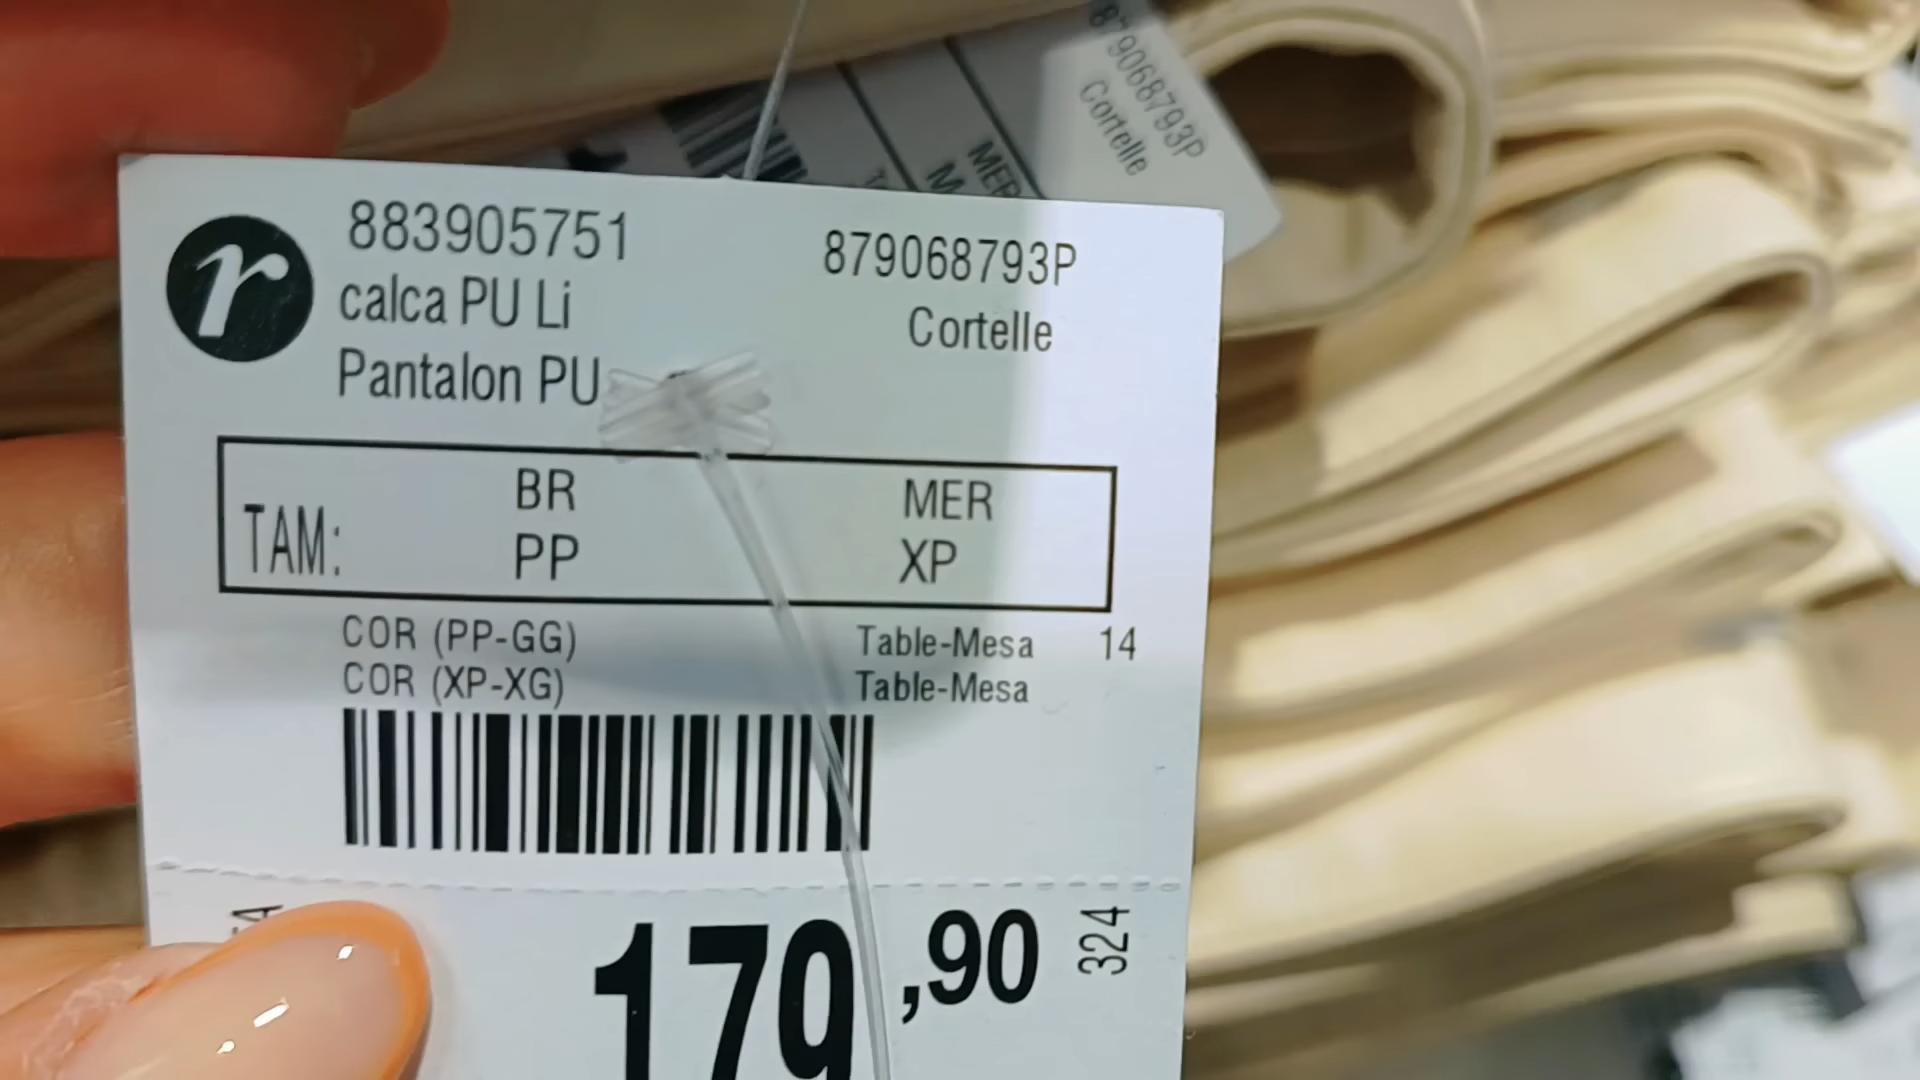 879068793P
Cortelle
MER
M
r
883905751
879068793P
calca PU Li
Cortelle
Pantalon PU
BR MER
TAM: PP XP
COR (PP-GG) Table-Mesa 14
COR (XP-XG) Table-Mesa
179,90
324